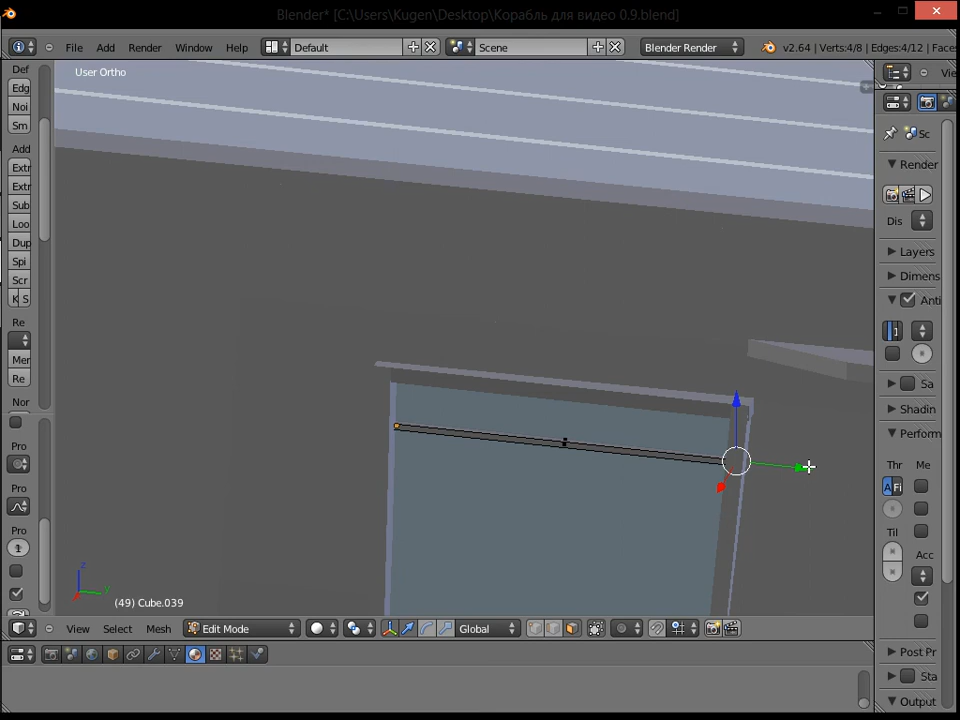 Blender* [C:\Users\Kugen\Desktop\Корабль для видео 0.9.blend]
File Add Render Window Help Default Scene Blender Render v2.64 | Verts:4/8 | Edges:4/12 | Face
User Ortho
Def
Edg
Noi
Sm
Add
Extr
Extr
Sub
Loo
Dup
Spi
Scr
K S
Re
Mer
Re
Nor
Pro
Pro
Pro
1
z
y
(49) Cube.039
View Select Mesh Edit Mode Global
Vie
Sc
Render
Dis
Layers
Dimens
Anti
Sa
Shadin
Perform
Thr Me
A Fi
Til
Acc
Post Pr
Sta
Output